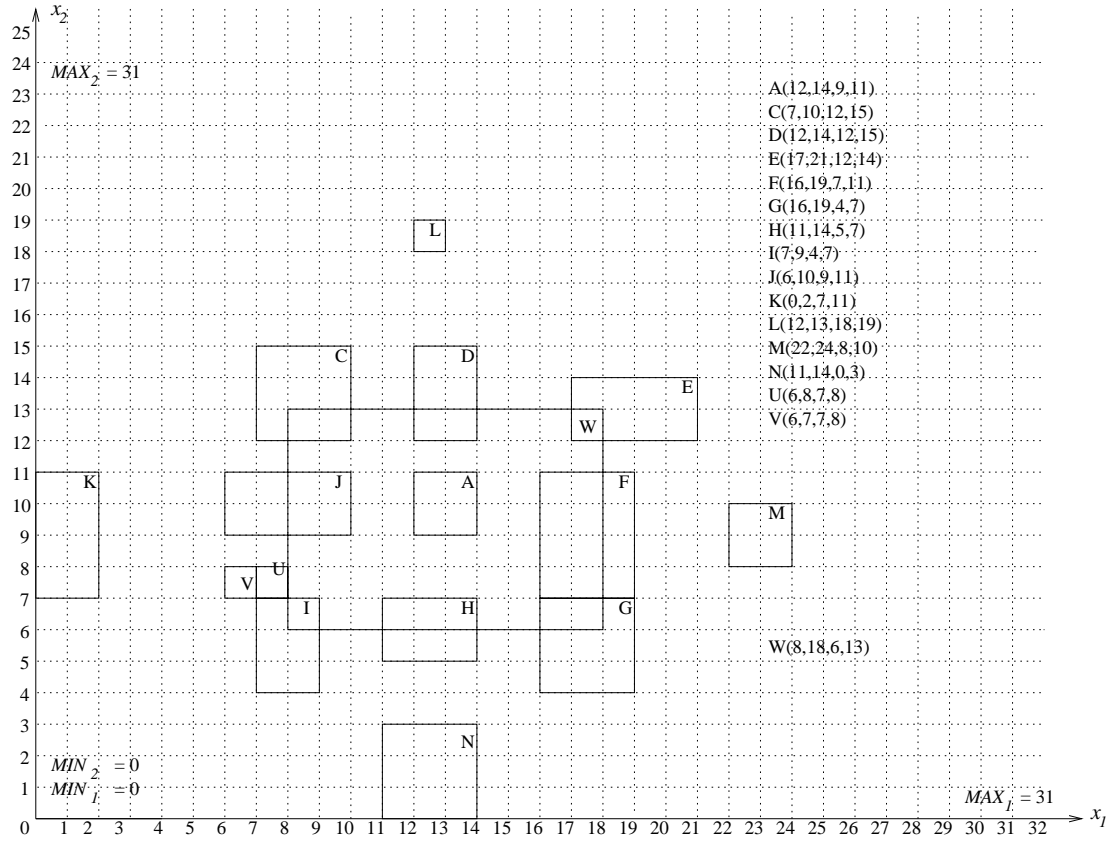 x2
25
24
MAX2 = 31
23
A(12,14,9,11)
C(7,10,12,15)
22
D(12,14,12,15)
21
E(17,21,12,14)
20
F(16,19,7,11)
G(16,19,4,7)
19
L
H(11,14,5,7)
18
I(7,9,4,7)
17
J(6,10,9,11)
K(0,2,7,11)
16
L(12,13,18,19)
15
C D
M(22,24,8,10)
14
E
N(11,14,0,3)
U(6,8,7,8)
13
W
V(6,7,7,8)
12
11
K J A F
10
M
9
8
U
V
7
I H G
6
W(8,18,6,13)
5
4
3
N
2
MIN2 = 0
1
MIN1 = 0
MAX1 = 31
0 1 2 3 4 5 6 7 8 9 10 11 12 13 14 15 16 17 18 19 20 21 22 23 24 25 26 27 28 29 30 31 32
x1